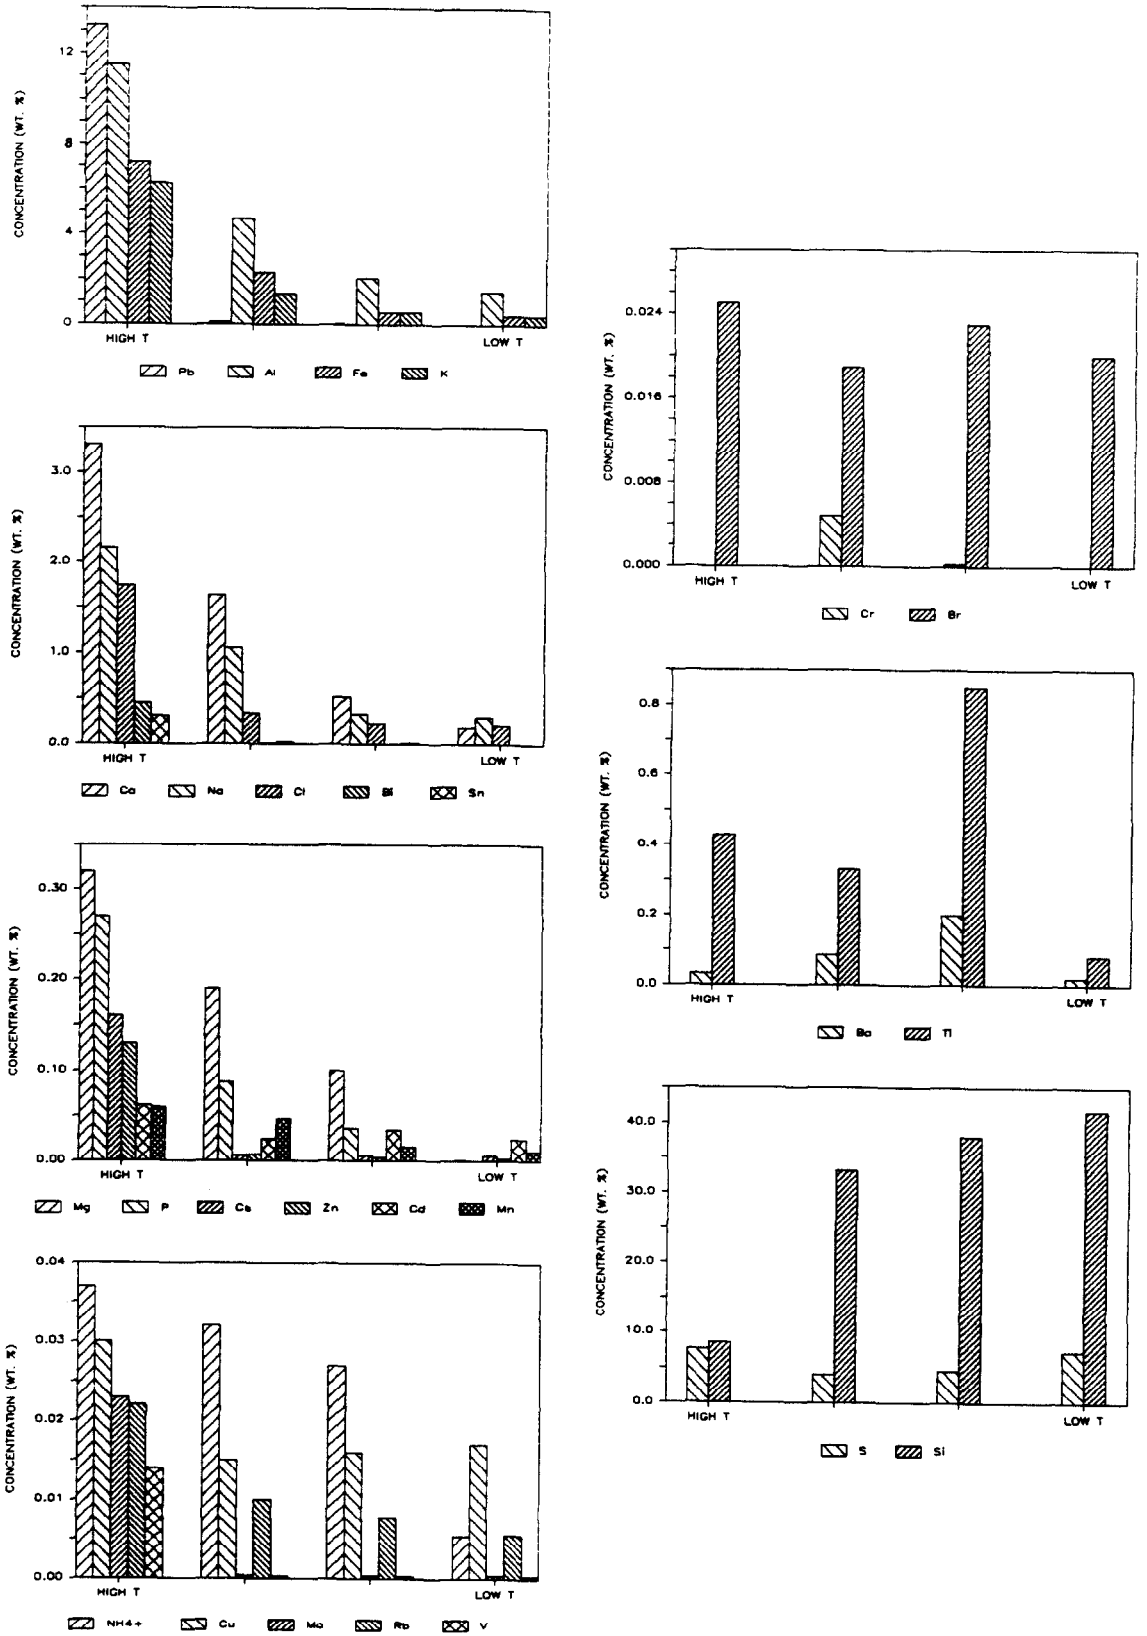 CONCENTRATION (WT. %)
12
8
4
0
HIGH T
LOW T
Pb Al Fe K
CONCENTRATION (WT. %)
3.0
2.0
1.0
0.0
HIGH T
LOW T
Ca Na Cl Bi Sn
CONCENTRATION (WT. %)
0.30
0.20
0.10
0.00
HIGH T
LOW T
Mg P Cs Zn Cd Mn
CONCENTRATION (WT. %)
0.04
0.03
0.02
0.01
0.00
HIGH T
LOW T
NH4+ Cu Mo Rb V
CONCENTRATION (WT. %)
0.024
0.016
0.008
0.000
HIGH T
LOW T
Cr Br
CONCENTRATION (WT. %)
0.8
0.6
0.4
0.2
0.0
HIGH T
LOW T
Ba Ti
CONCENTRATION (WT. %)
40.0
30.0
20.0
10.0
0.0
HIGH T
LOW T
S Si